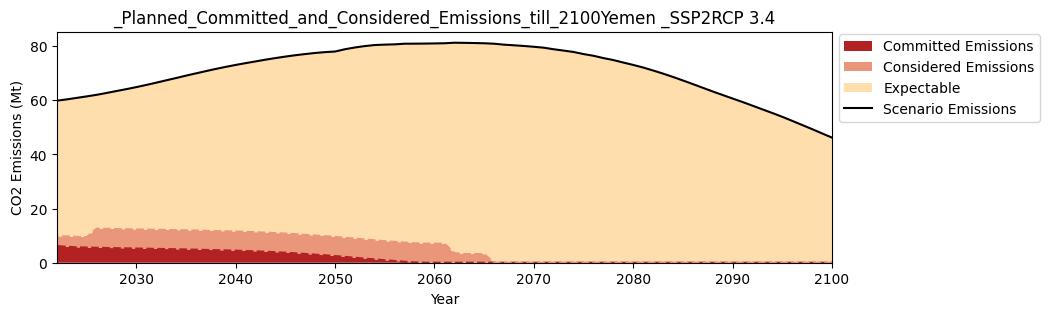 _Planned_Committed_and_Considered_Emissions_till_2100Yemen _SSP2RCP 3.4
CO2 Emissions (Mt)
80
60
40
20
0
2030 2040 2050 2060 2070 2080 2090 2100
Year
Committed Emissions
Considered Emissions
Expectable
Scenario Emissions